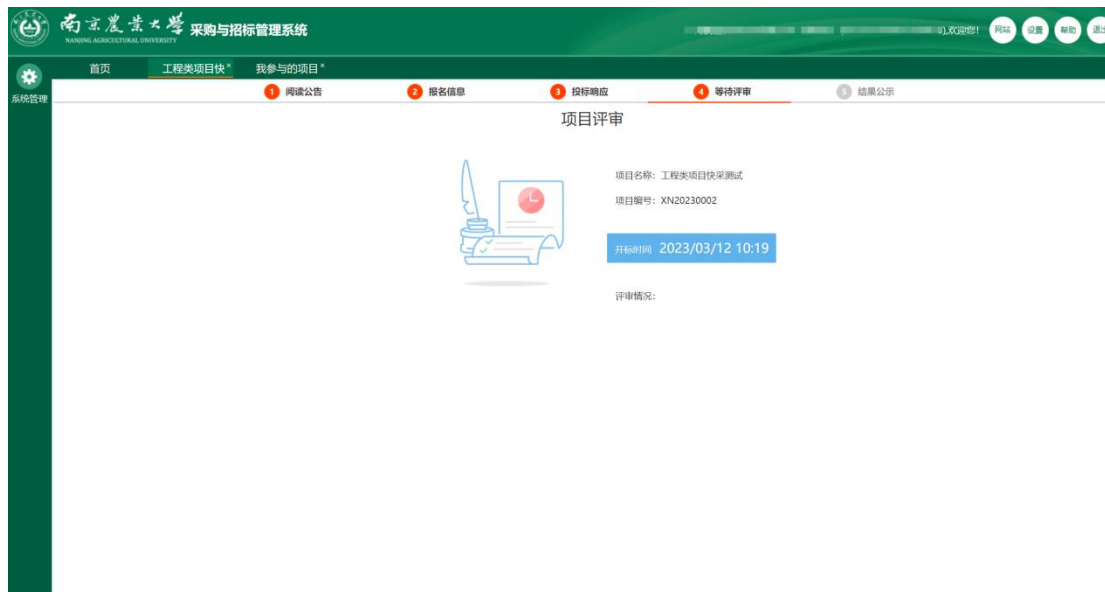 南京農業大學 采购与招标管理系统
NANJING AGRICULTURAL UNIVERSITY
),欢迎您! 网站 设置 帮助
首页 工程类项目快× 我参与的项目×
系统管理
1 阅读公告 2 报名信息 3 投标响应 4 等待评审 5 结果公示
项目评审
项目名称: 工程类项目快采测试
项目编号: XN20230002
开标时间 2023/03/12 10:19
评审情况: